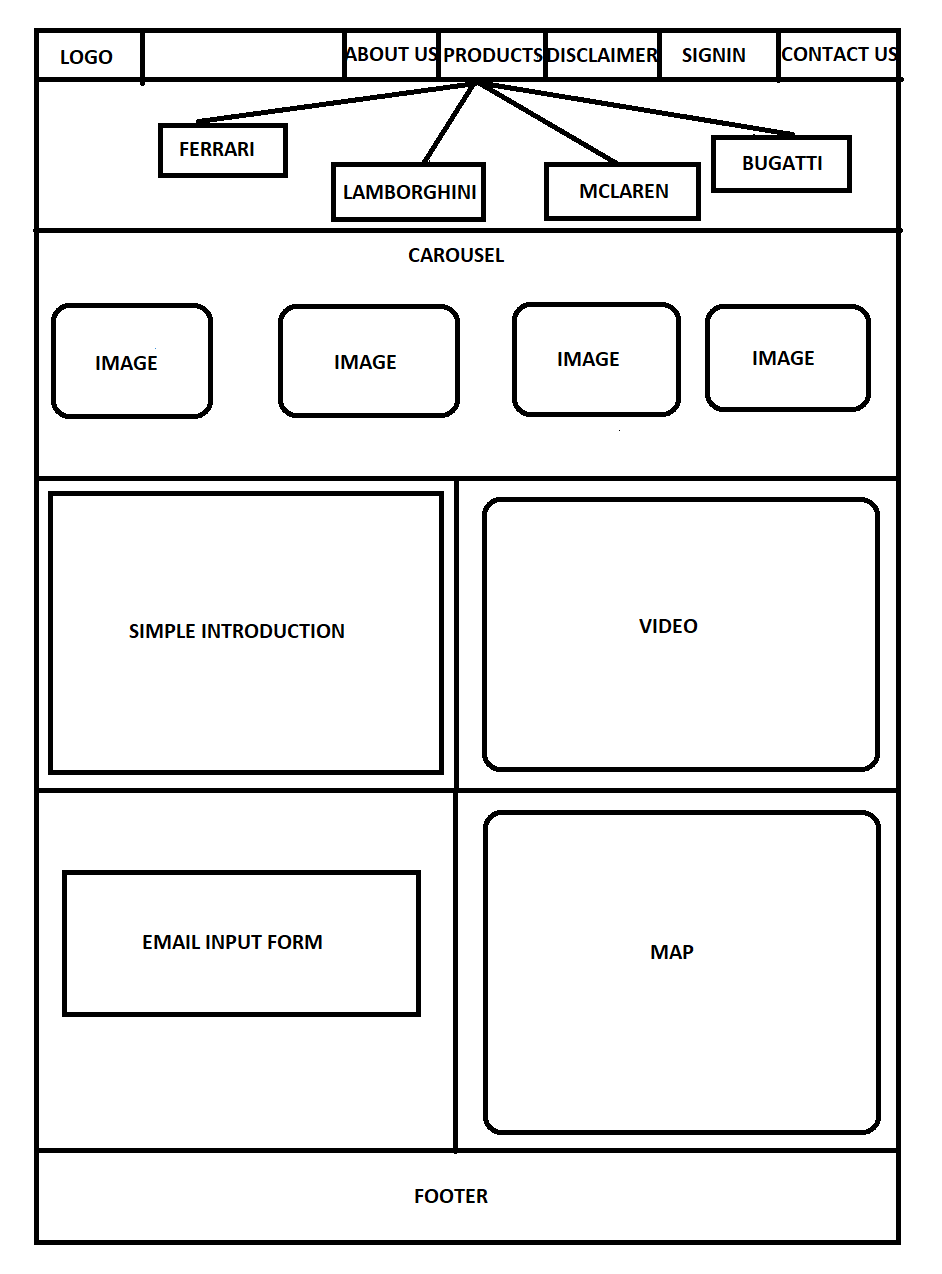 LOGO
ABOUT US
PRODUCTS
DISCLAIMER
SIGNIN
CONTACT US
FERRARI
LAMBORGHINI
MCLAREN
BUGATTI
CAROUSEL
IMAGE
IMAGE
IMAGE
IMAGE
SIMPLE INTRODUCTION
VIDEO
EMAIL INPUT FORM
MAP
FOOTER